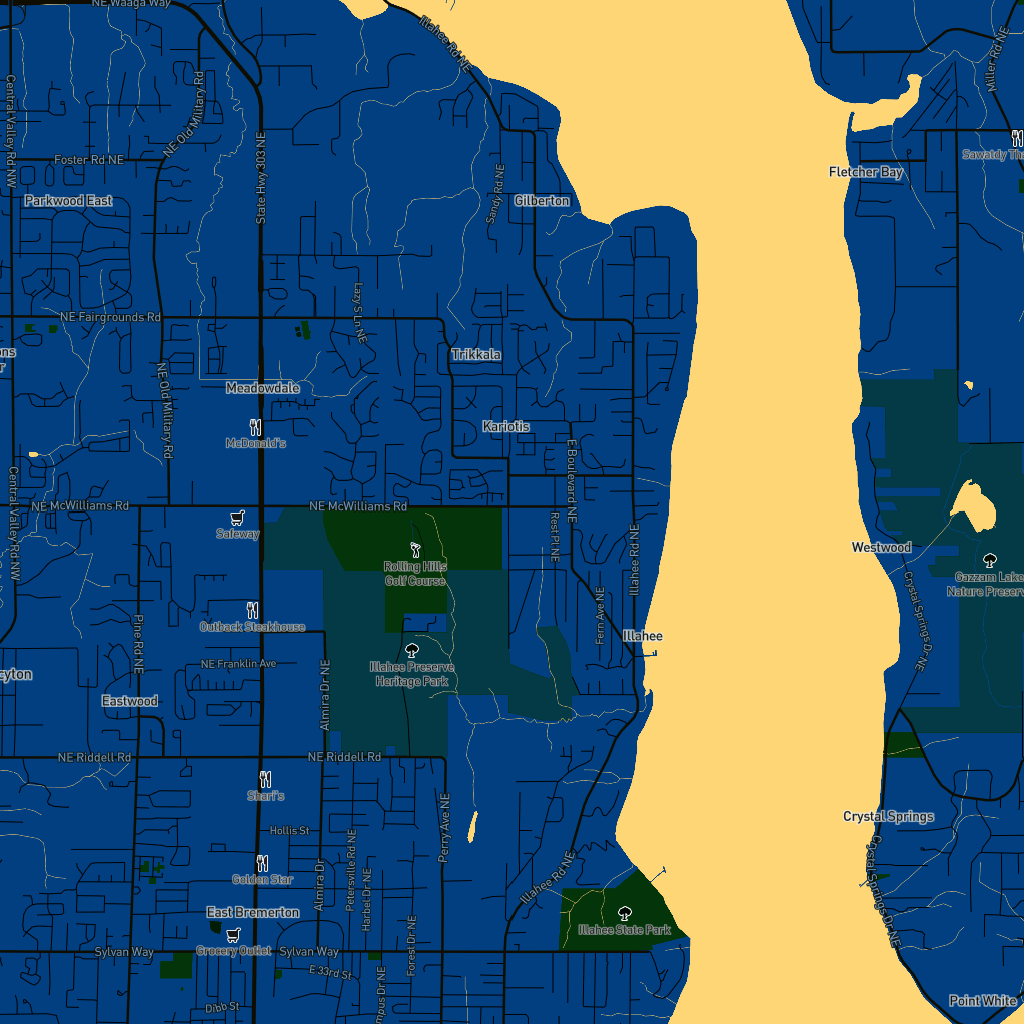 NE Waaga Way
Illahee Rd NE
Miller Rd NE
Central Valley Rd NW
NE Old Military Rd
State Hwy 303 NE
Foster Rd NE
Sawatdy Tha
Fletcher Bay
Parkwood East
Sandy Rd NE
Gilberton
NE Fairgrounds Rd
Lazy S Ln NE
Trikkala
Meadowdale
NE Old Military Rd
Kariotis
McDonald's
E Boulevard NE
Central Valley Rd NW
NE McWilliams Rd
NE McWilliams Rd
Safeway
Rest Pl NE
Illahee Rd NE
Westwood
Rolling Hills
Golf Course
Gazzam Lake
Nature Preserve
Crystal Springs Dr NE
Fern Ave NE
Outback Steakhouse
Pine Rd NE
Illahee
NE Franklin Ave
Illahee Preserve
Heritage Park
Almira Dr NE
Eastwood
NE Riddell Rd
NE Riddell Rd
Shari's
Perry Ave NE
Crystal Springs
Hollis St
Petersville Rd NE
Golden Star
Almira Dr
Harbel Dr NE
Illahee Rd NE
Crystal Springs Dr NE
East Bremerton
Illahee State Park
Forest Dr NE
Grocery Outlet
Sylvan Way
Sylvan Way
E 33rd St
Dibb St
Point White